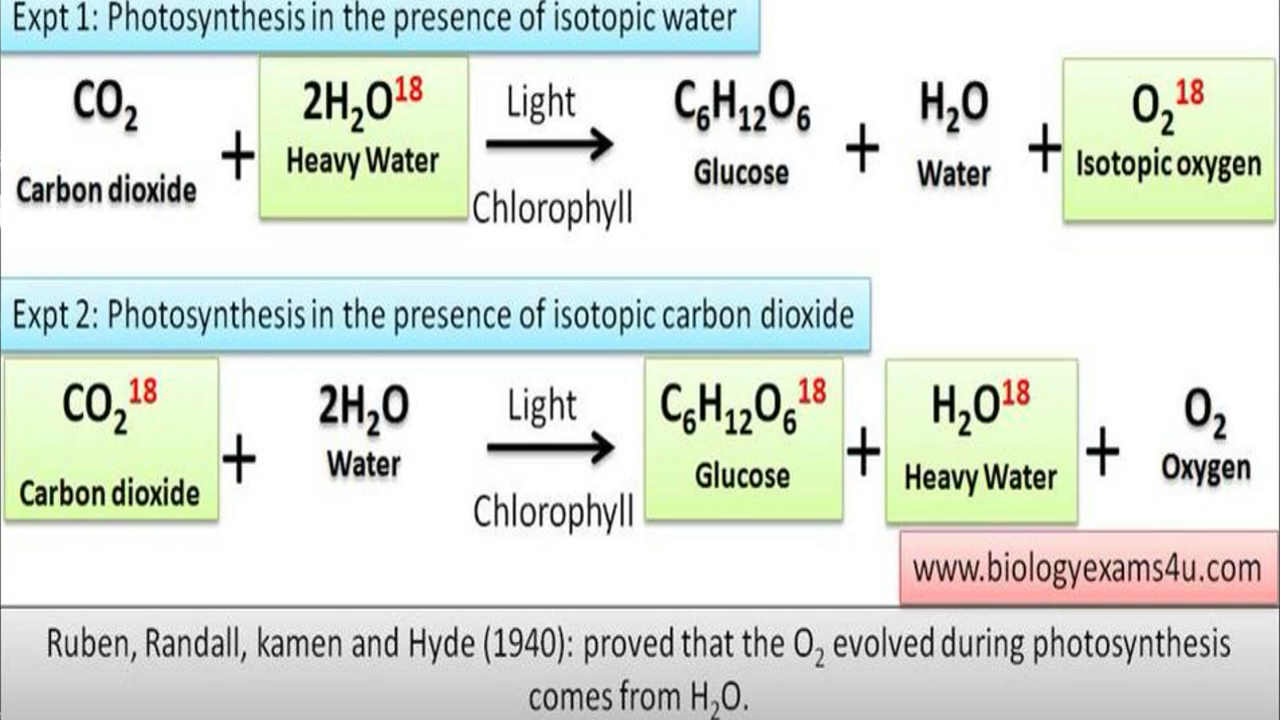 Expt 1: Photosynthesis in the presence of isotopic water
CO₂ + 2H₂O¹⁸ Light → C₆H₁₂O₆ + H₂O + O₂¹⁸
Carbon dioxide Heavy Water Chlorophyll Glucose Water Isotopic oxygen
Expt 2: Photosynthesis in the presence of isotopic carbon dioxide
CO₂¹⁸ + 2H₂O Light → C₆H₁₂O₆¹⁸ + H₂O¹⁸ + O₂
Carbon dioxide Water Chlorophyll Glucose Heavy Water Oxygen
www.biologyexams4u.com
Ruben, Randall, kamen and Hyde (1940): proved that the O₂ evolved during photosynthesis
comes from H₂O.